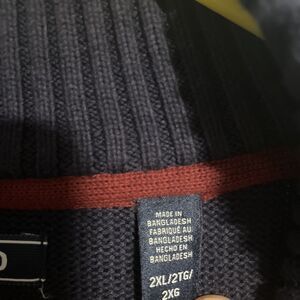 MADE IN
BANGLADESH
FABRIQUÉ AU
BANGLADESH
HECHO EN
BANGLADESH
2XL/2TG/
2XG